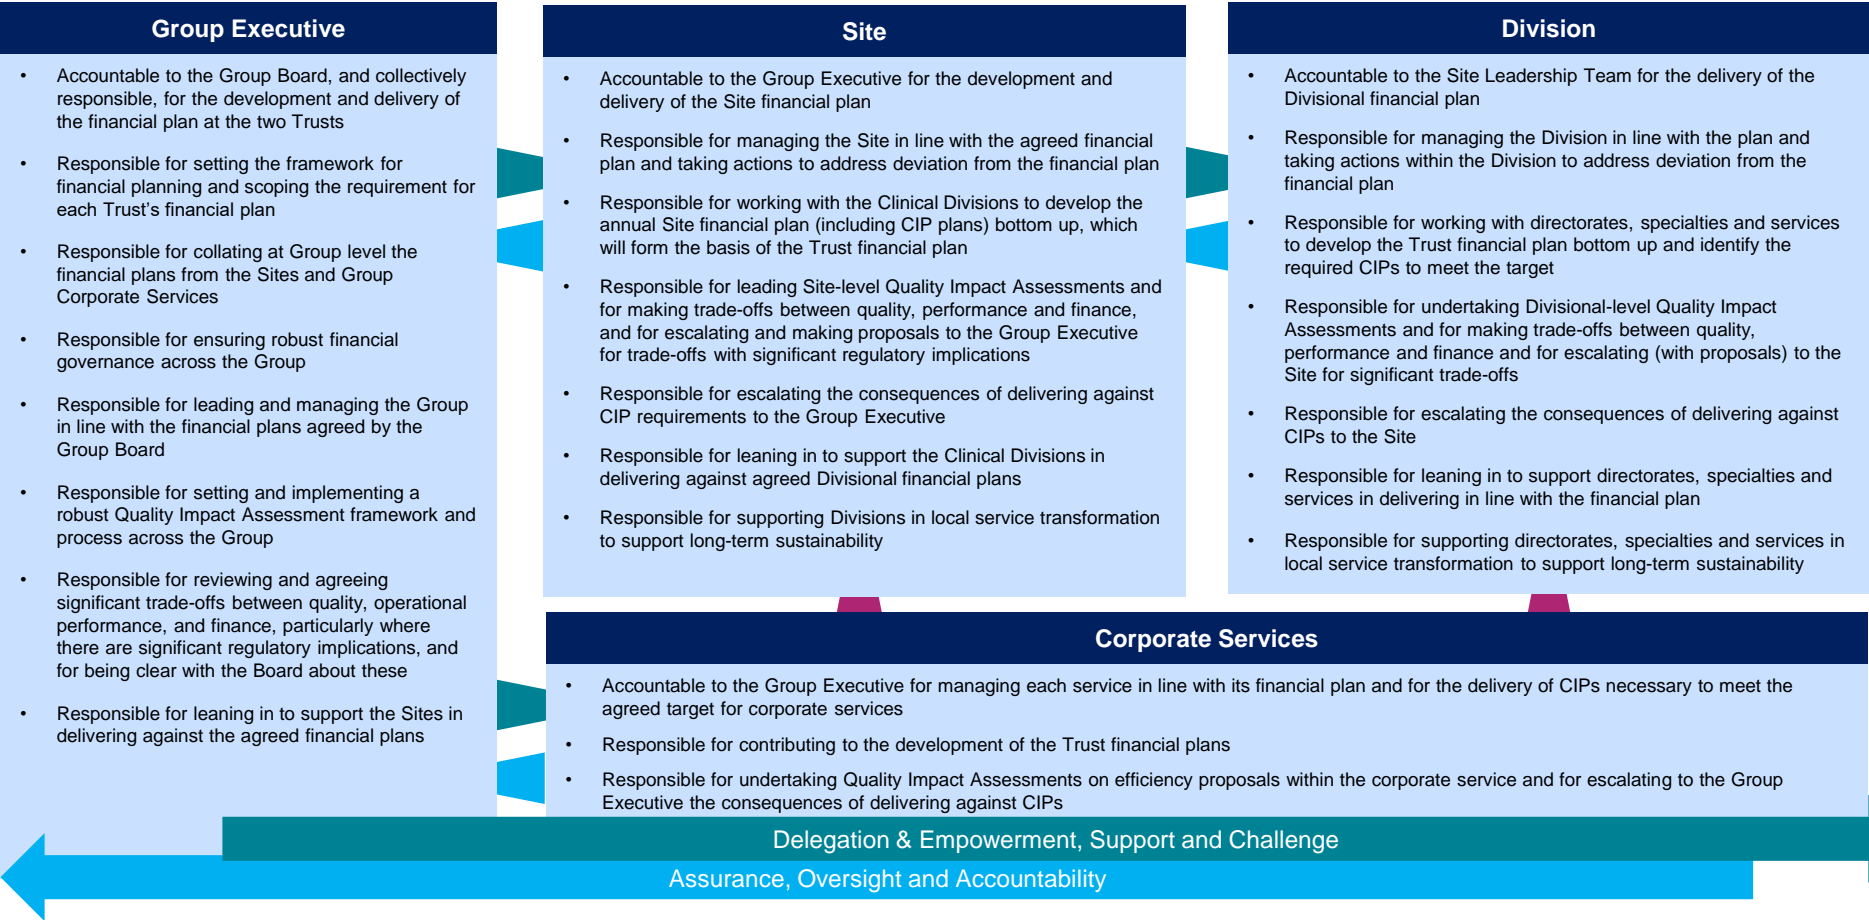 Group Executive
• Accountable to the Group Board, and collectively
responsible, for the development and delivery of
the financial plan at the two Trusts
• Responsible for setting the framework for
financial planning and scoping the requirement for
each Trust's financial plan
• Responsible for collating at Group level the
financial plans from the Sites and Group
Corporate Services
• Responsible for ensuring robust financial
governance across the Group
• Responsible for leading and managing the Group
in line with the financial plans agreed by the
Group Board
• Responsible for setting and implementing a
robust Quality Impact Assessment framework and
process across the Group
• Responsible for reviewing and agreeing
significant trade-offs between quality, operational
performance, and finance, particularly where
there are significant regulatory implications, and
for being clear with the Board about these
• Responsible for leaning in to support the Sites in
delivering against the agreed financial plans
Site
• Accountable to the Group Executive for the development and
delivery of the Site financial plan
• Responsible for managing the Site in line with the agreed financial
plan and taking actions to address deviation from the financial plan
• Responsible for working with the Clinical Divisions to develop the
annual Site financial plan (including CIP plans) bottom up, which
will form the basis of the Trust financial plan
• Responsible for leading Site-level Quality Impact Assessments and
for making trade-offs between quality, performance and finance,
and for escalating and making proposals to the Group Executive
for trade-offs with significant regulatory implications
• Responsible for escalating the consequences of delivering against
CIP requirements to the Group Executive
• Responsible for leaning in to support the Clinical Divisions in
delivering against agreed Divisional financial plans
• Responsible for supporting Divisions in local service transformation
to support long-term sustainability
Division
• Accountable to the Site Leadership Team for the delivery of the
Divisional financial plan
• Responsible for managing the Division in line with the plan and
taking actions within the Division to address deviation from the
financial plan
• Responsible for working with directorates, specialties and services
to develop the Trust financial plan bottom up and identify the
required CIPs to meet the target
• Responsible for undertaking Divisional-level Quality Impact
Assessments and for making trade-offs between quality,
performance and finance and for escalating (with proposals) to the
Site for significant trade-offs
• Responsible for escalating the consequences of delivering against
CIPs to the Site
• Responsible for leaning in to support directorates, specialties and
services in delivering in line with the financial plan
• Responsible for supporting directorates, specialties and services in
local service transformation to support long-term sustainability
Corporate Services
• Accountable to the Group Executive for managing each service in line with its financial plan and for the delivery of CIPs necessary to meet the
agreed target for corporate services
• Responsible for contributing to the development of the Trust financial plans
• Responsible for undertaking Quality Impact Assessments on efficiency proposals within the corporate service and for escalating to the Group
Executive the consequences of delivering against CIPs
Delegation & Empowerment, Support and Challenge
Assurance, Oversight and Accountability